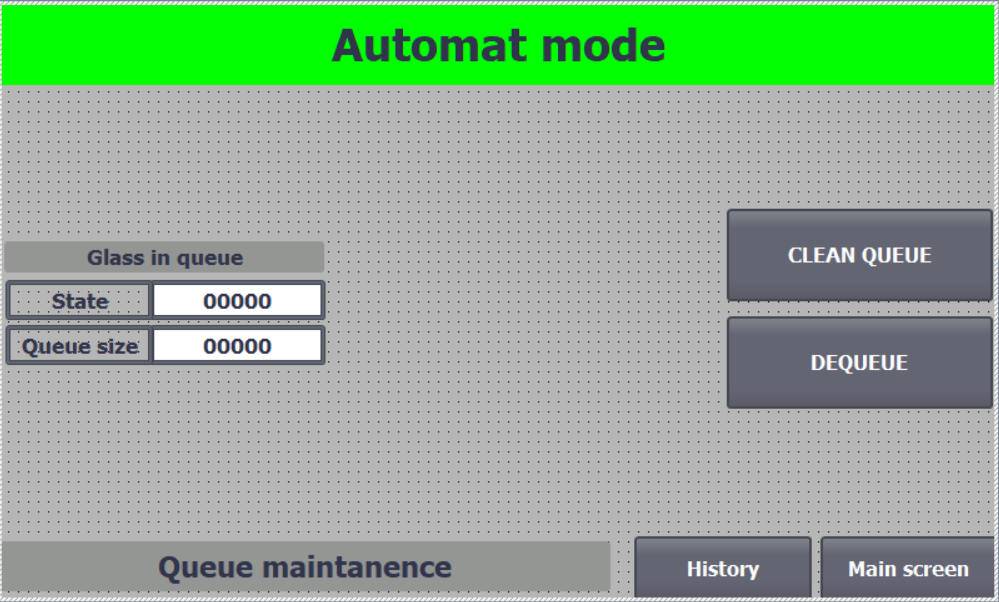 Automat mode
Glass in queue
State 00000
Queue size 00000
CLEAN QUEUE
DEQUEUE
Queue maintanence
History
Main screen